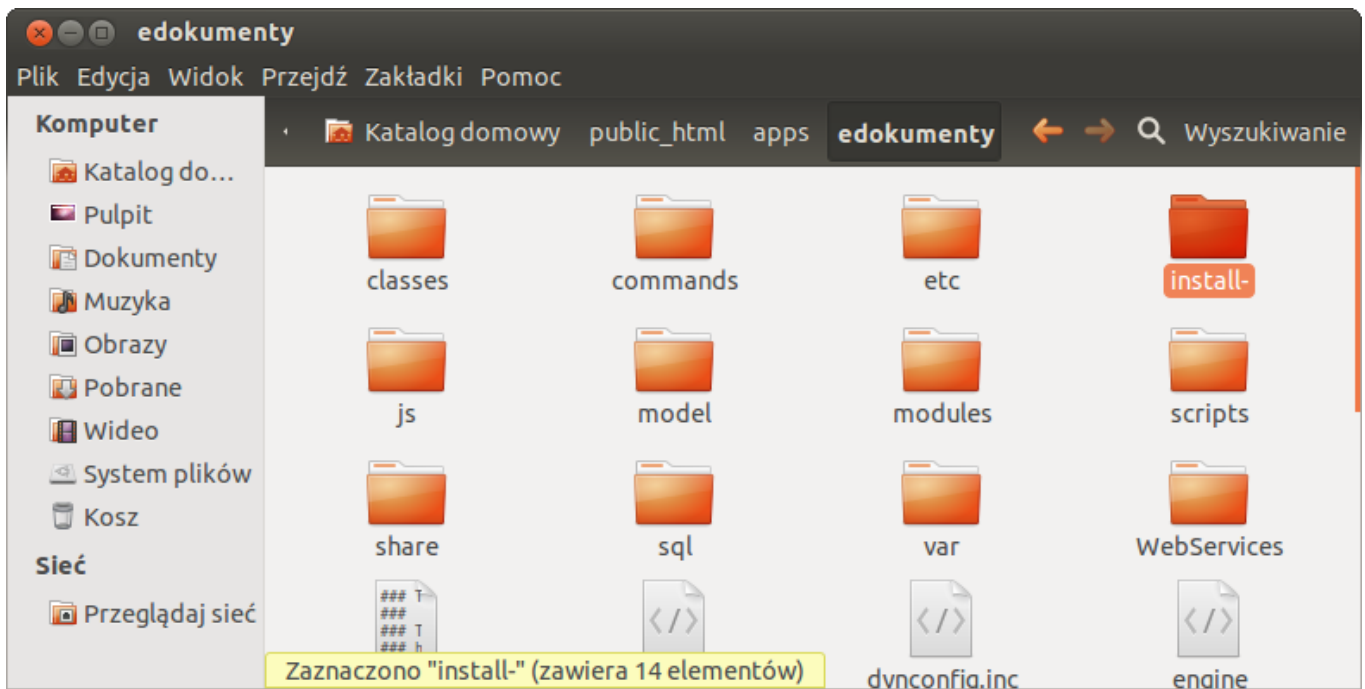 edokumenty
Plik Edycja Widok Przejdź Zakładki Pomoc
Komputer
Katalog do...
Pulpit
Dokumenty
Muzyka
Obrazy
Pobrane
Wideo
System plików
Kosz
Sieć
Przeglądaj sieć
Katalog domowy public_html apps edokumenty Wyszukiwanie
classes commands etc install-
js model modules scripts
share sql var WebServices
### T
###
### T
### h
dynconfig.inc engine
Zaznaczono "install-" (zawiera 14 elementów)